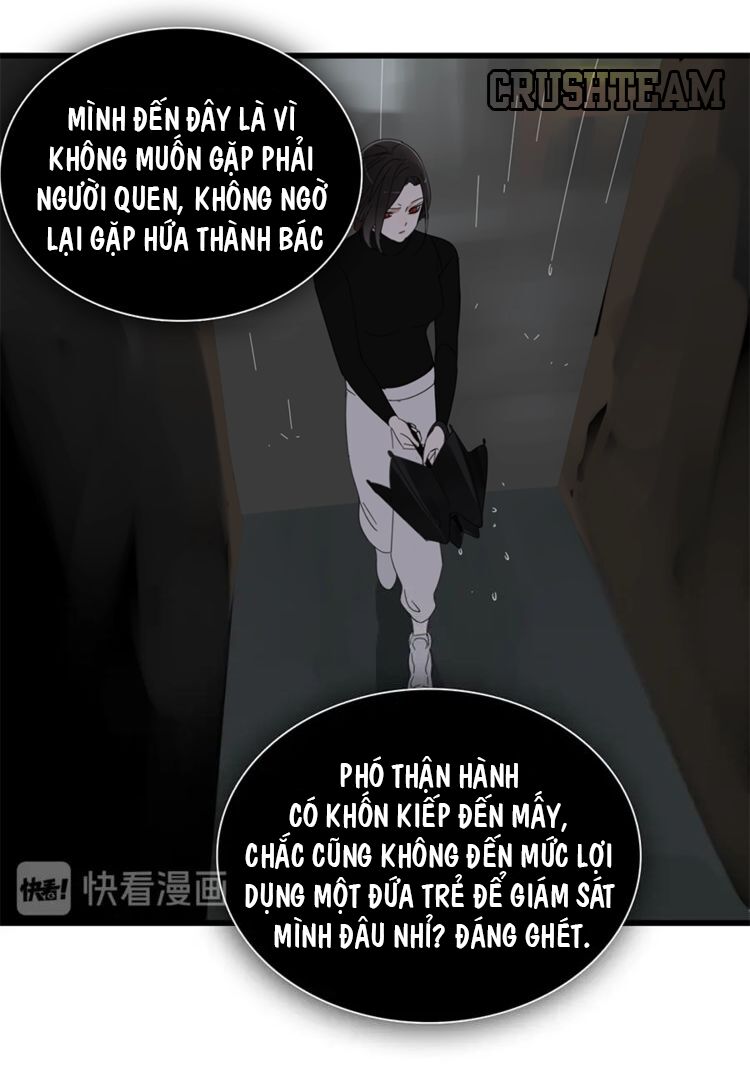 CRUSHTEAM
MÌNH ĐẾN ĐÂY LÀ VÌ
KHÔNG MUỐN GẶP PHẢI
NGƯỜI QUEN, KHÔNG NGỜ
LẠI GẶP HỨA THÀNH BÁC
PHÓ THẬN HÀNH
CÓ KHỐN KIẾP ĐẾN MẤY,
CHẮC CŨNG KHÔNG ĐẾN MỨC LỢI
DỤNG MỘT ĐỨA TRẺ ĐỂ GIÁM SÁT
MÌNH ĐÂU NHỈ? ĐÁNG GHÉT.
快看! 快看漫画